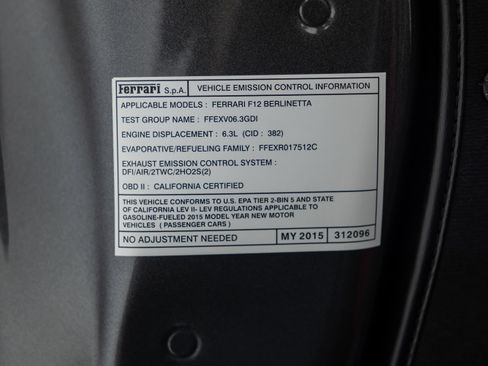 Ferrari S.p.A. VEHICLE EMISSION CONTROL INFORMATION
APPLICABLE MODELS : FERRARI F12 BERLINETTA
TEST GROUP NAME : FFEXV06.3GDI
ENGINE DISPLACEMENT : 6.3L (CID : 382)
EVAPORATIVE/REFUELING FAMILY : FFEXR017512C
EXHAUST EMISSION CONTROL SYSTEM :
DFI/AIR/2TWC/2HO2S(2)
OBD II : CALIFORNIA CERTIFIED
THIS VEHICLE CONFORMS TO U.S. EPA TIER 2-BIN 5 AND STATE
OF CALIFORNIA LEV II- LEV REGULATIONS APPLICABLE TO
GASOLINE-FUELED 2015 MODEL YEAR NEW MOTOR
VEHICLES ( PASSENGER CARS )
NO ADJUSTMENT NEEDED MY 2015 312096